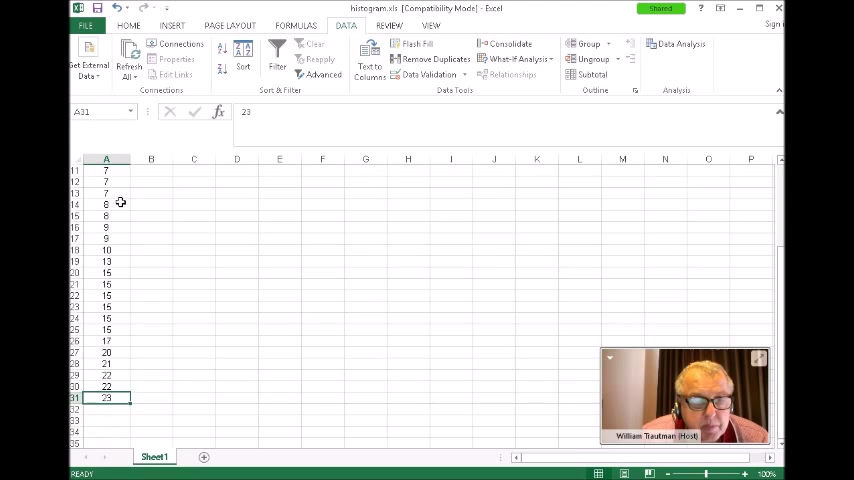 histogram.xls [Compatibility Mode] - Excel
Shared
FILE HOME INSERT PAGE LAYOUT FORMULAS DATA REVIEW VIEW
Sign i
Get External Data
Refresh All
Connections
Properties
Edit Links
Sort
Filter
Clear
Reapply
Advanced
Text to Columns
Flash Fill
Remove Duplicates
Data Validation
Consolidate
What-If Analysis
Relationships
Group
Ungroup
Subtotal
Data Analysis
Connections Sort & Filter Data Tools Outline Analysis
A31 fx 23
A B C D E F G H I J K L M N O P
11 7
12 7
13 7
14 8
15 8
16 9
17 9
18 10
19 13
20 15
21 15
22 15
23 15
24 15
25 15
26 17
27 20
28 21
29 22
30 22
31 23
32
33
34
35
William Trautman (Host)
Sheet1
READY 100%